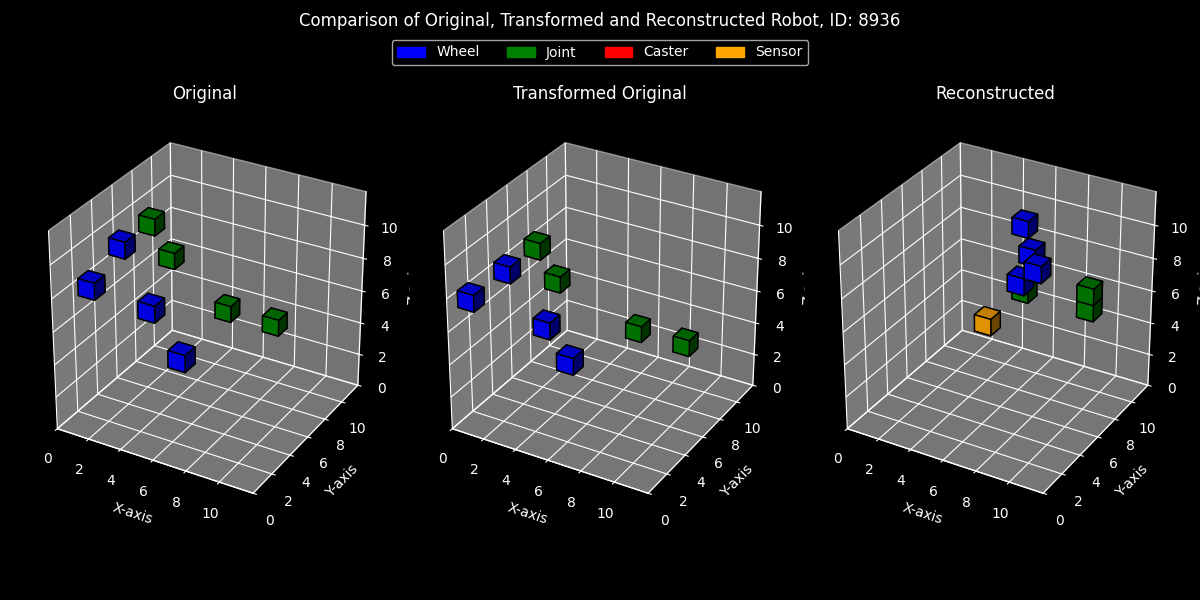 Comparison of Original, Transformed and Reconstructed Robot, ID: 8936
Wheel Joint Caster Sensor
Original Transformed Original Reconstructed
10 10 10
8 8 8
6 6 6
4 4 4
2 2 2
0 0 0
10 10 10
8 8 8
6 6 6
4 4 4
2 2 2
0 0 0
0 2 4 6 8 10 0 2 4 6 8 10 0 2 4 6 8 10
X-axis Y-axis X-axis Y-axis X-axis Y-axis